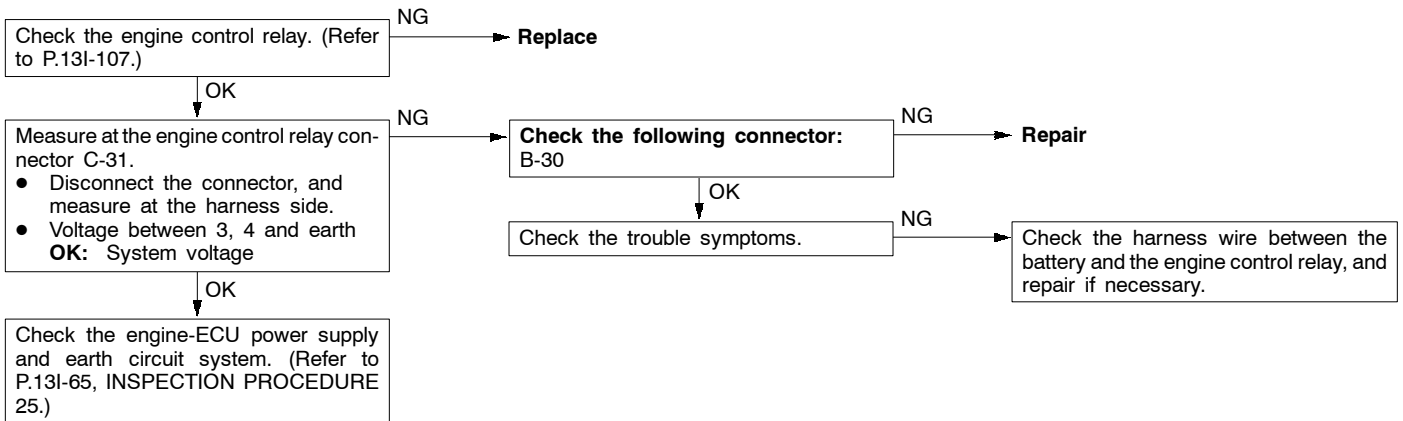 Check the engine control relay. (Refer
to P.13I-107.)
NG
Replace
OK
Measure at the engine control relay con-
nector C-31.
● Disconnect the connector, and
measure at the harness side.
● Voltage between 3, 4 and earth
OK: System voltage
NG
Check the following connector:
B-30
NG
Repair
OK
Check the trouble symptoms.
NG
Check the harness wire between the
battery and the engine control relay, and
repair if necessary.
OK
Check the engine-ECU power supply
and earth circuit system. (Refer to
P.13I-65, INSPECTION PROCEDURE
25.)